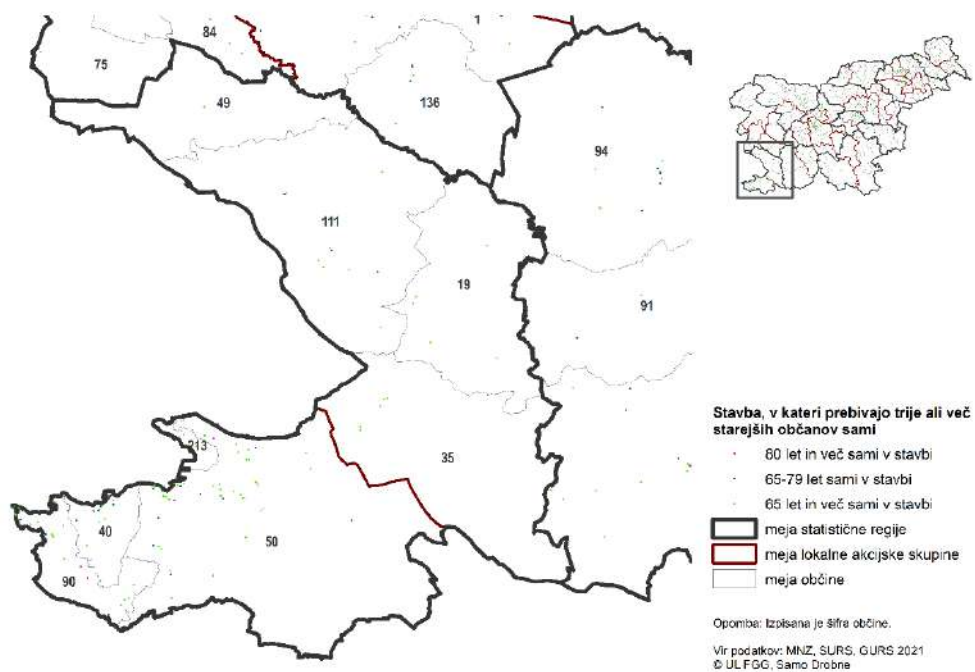 1
84
75
49
136
94
111
19
91
213
35
40
50
90
Stavba, v kateri prebivajo trije ali več
starejših občanov sami
80 let in več sami v stavbi
65-79 let sami v stavbi
65 let in več sami v stavbi
meja statistične regije
meja lokalne akcijske skupine
meja občine
Opomba: Izpisana je šifra občine.
Vir podatkov: MNZ, SURS, GURS 2021
© UL FGG, Samo Drobne